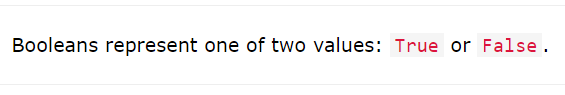 Booleans represent one of two values: True or False.